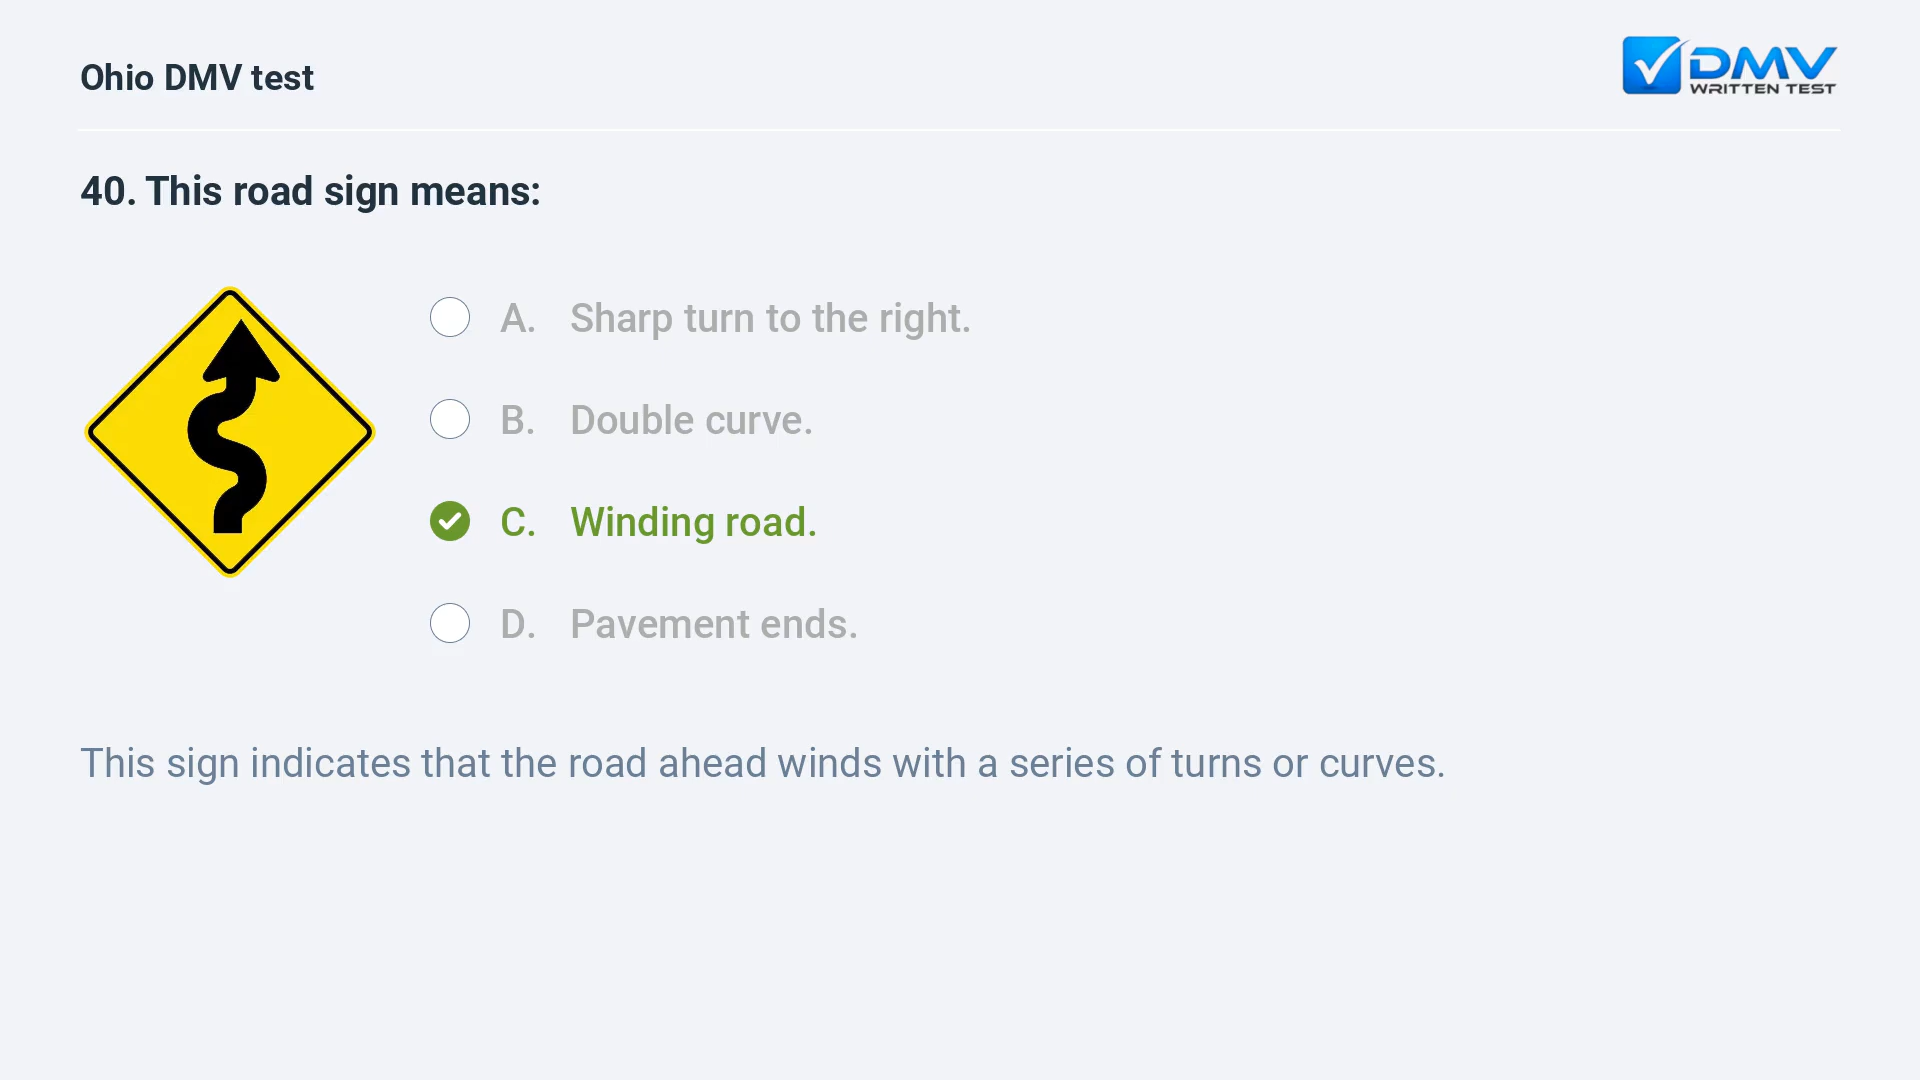 Ohio DMV test
DMV
WRITTEN TEST
40. This road sign means:
A. Sharp turn to the right.
B. Double curve.
C. Winding road.
D. Pavement ends.
This sign indicates that the road ahead winds with a series of turns or curves.